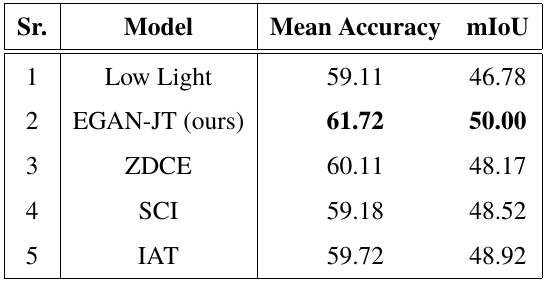 Sr. Model Mean Accuracy mIoU
1 Low Light 59.11 46.78
2 EGAN-JT (ours) 61.72 50.00
3 ZDCE 60.11 48.17
4 SCI 59.18 48.52
5 IAT 59.72 48.92